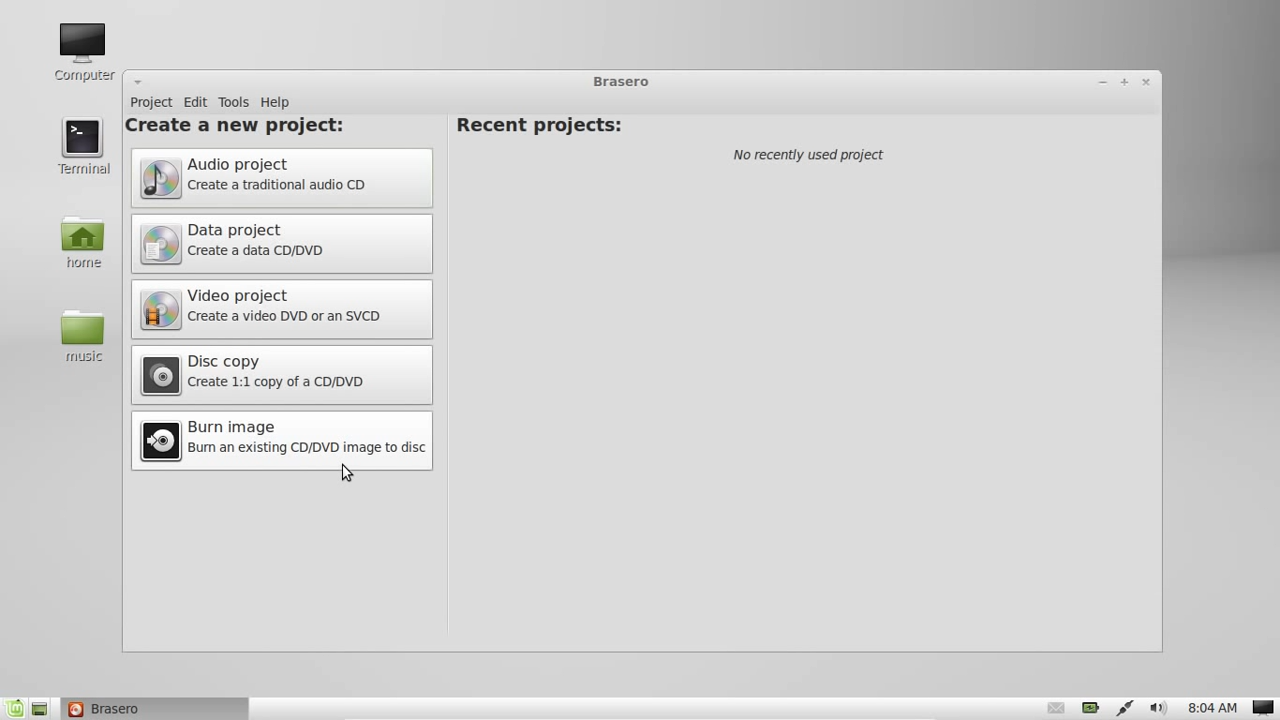 Computer
Terminal
home
music
Brasero
Project Edit Tools Help
Create a new project:
Audio project
Create a traditional audio CD
Data project
Create a data CD/DVD
Video project
Create a video DVD or an SVCD
Disc copy
Create 1:1 copy of a CD/DVD
Burn image
Burn an existing CD/DVD image to disc
Recent projects:
No recently used project
Brasero
8:04 AM